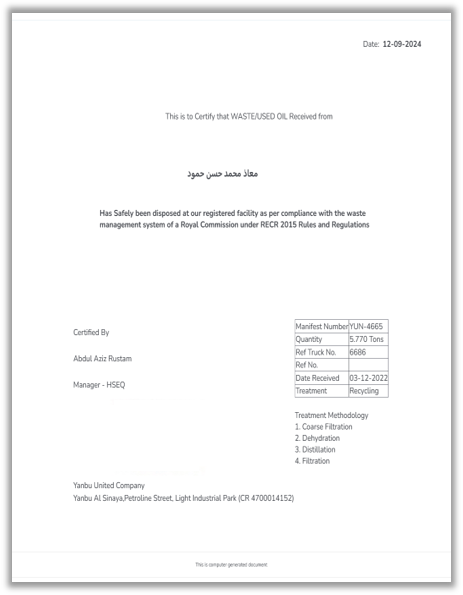 Date: 12-09-2024
This is to Certify that WASTE/USED OIL Received from
معاذ محمد حسن حمود
Has Safely been disposed at our registered facility as per compliance with the waste
management system of a Royal Commission under RECR 2015 Rules and Regulations
Certified By
Abdul Aziz Rustam
Manager - HSEQ
Manifest Number YUN-4665
Quantity 5.770 Tons
Ref Truck No. 6686
Ref No.
Date Received 03-12-2022
Treatment Recycling
Treatment Methodology
1. Coarse Filtration
2. Dehydration
3. Distillation
4. Filtration
Yanbu United Company
Yanbu Al Sinaya,Petroline Street, Light Industrial Park (CR 4700014152)
This is computer generated document